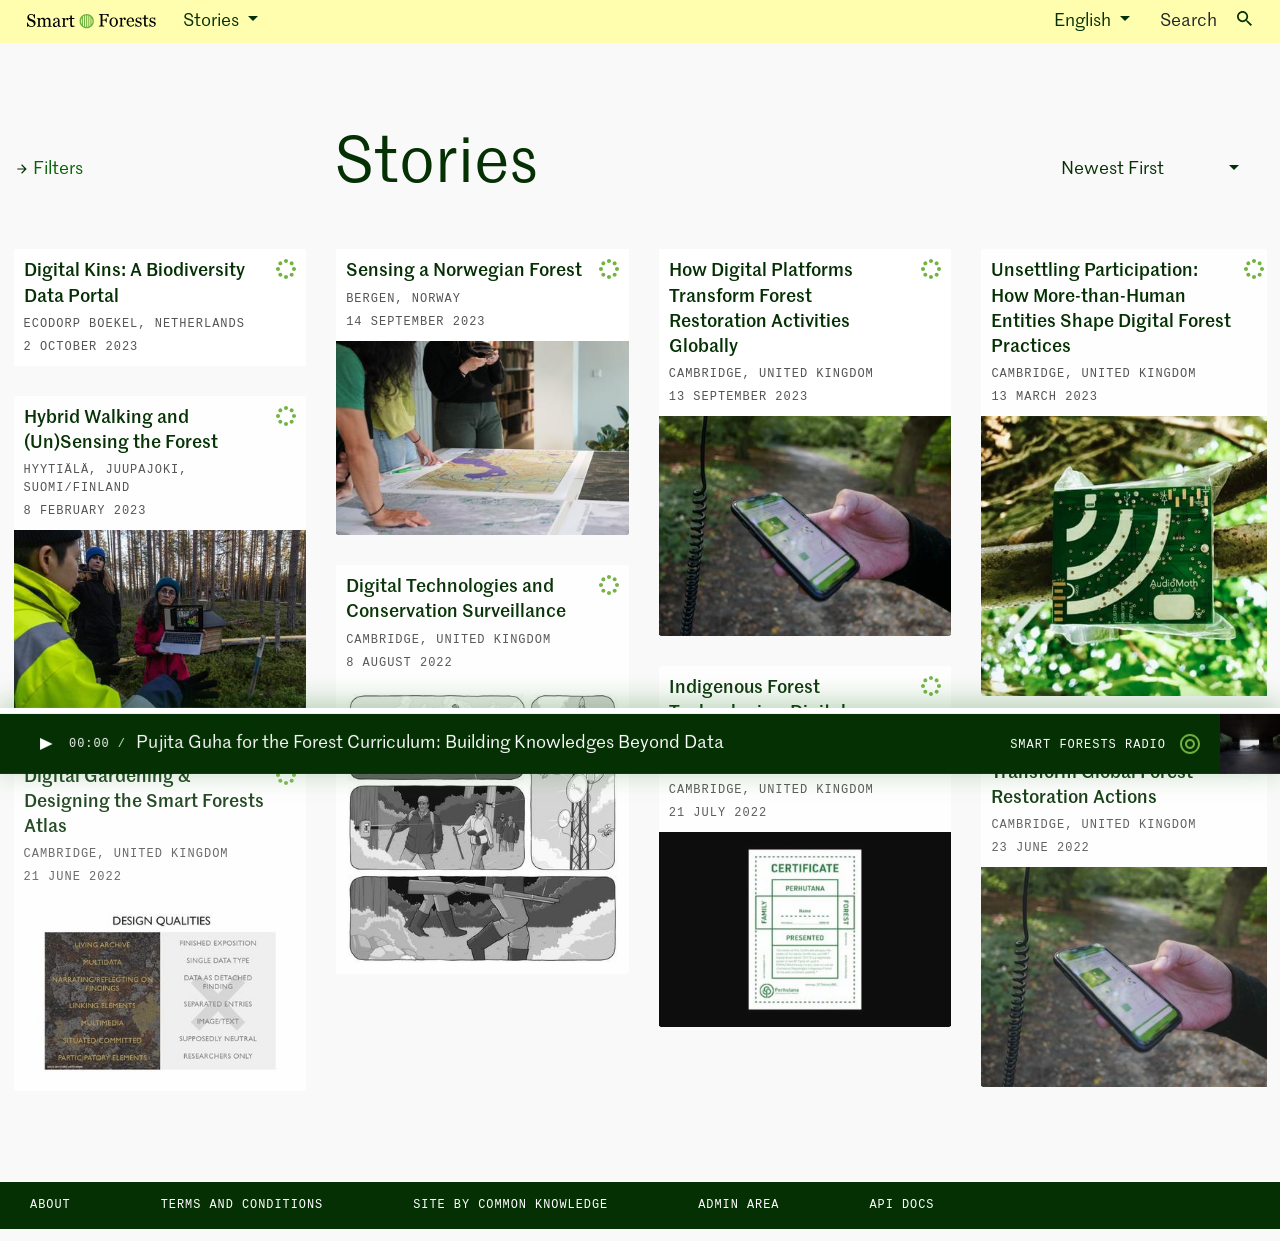 Smart Forests
Stories
English
Search
Filters
Stories
Newest First
Digital Kins: A Biodiversity
Data Portal
ECODORP BOEKEL, NETHERLANDS
2 OCTOBER 2023
Hybrid Walking and
(Un)Sensing the Forest
HYYTIÄLÄ, JUUPAJOKI,
SUOMI/FINLAND
8 FEBRUARY 2023
Sensing a Norwegian Forest
BERGEN, NORWAY
14 SEPTEMBER 2023
Digital Technologies and
Conservation Surveillance
CAMBRIDGE, UNITED KINGDOM
8 AUGUST 2022
How Digital Platforms
Transform Forest
Restoration Activities
Globally
CAMBRIDGE, UNITED KINGDOM
13 SEPTEMBER 2023
Indigenous Forest
Unsettling Participation:
How More-than-Human
Entities Shape Digital Forest
Practices
CAMBRIDGE, UNITED KINGDOM
13 MARCH 2023
AudioMoth
00:00 /
Pujita Guha for the Forest Curriculum: Building Knowledges Beyond Data
SMART FORESTS RADIO
Digital Gardening &
Designing the Smart Forests
Atlas
CAMBRIDGE, UNITED KINGDOM
21 JUNE 2022
DESIGN QUALITIES
LIVING ARCHIVE
MULTIDATA
NARRATING/REFLECTING ON
FINDINGS
LINKING ELEMENTS
MULTIMEDIA
SITUATED COMMITTED
PARTICIPATORY ELEMENTS
FINISHED EXPOSITION
SINGLE DATA TYPE
DATA AS DETACHED
FINDING
SEPARATED ENTRIES
IMAGE/TEXT
SUPPOSEDLY NEUTRAL
RESEARCHERS ONLY
CAMBRIDGE, UNITED KINGDOM
21 JULY 2022
CERTIFICATE
PERHUTANA
FAMILY
Name
FOREST
PRESENTED
Perhutana
Transform Global Forest
Restoration Actions
CAMBRIDGE, UNITED KINGDOM
23 JUNE 2022
ABOUT
TERMS AND CONDITIONS
SITE BY COMMON KNOWLEDGE
ADMIN AREA
API DOCS